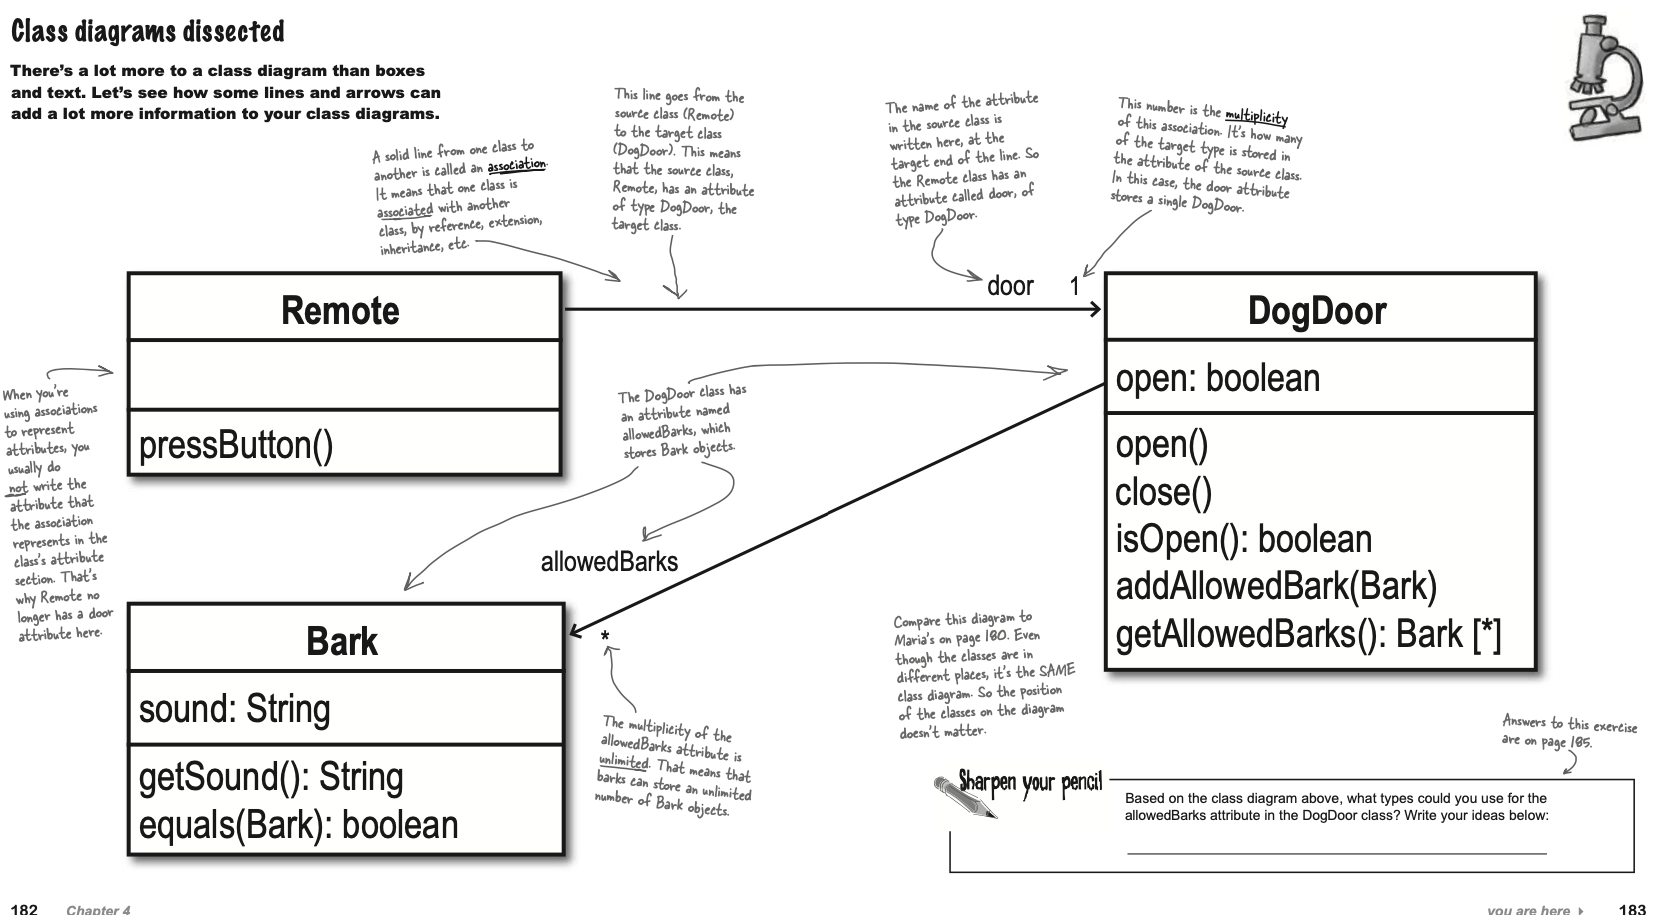 Class diagrams dissected
There's a lot more to a class diagram than boxes
and text. Let's see how some lines and arrows can
add a lot more information to your class diagrams.
A solid line from one class to
another is called an association.
It means that one class is
associated with another
class, by reference, extension,
inheritance, etc.
This line goes from the
source class (Remote)
to the target class
(DogDoor). This means
that the source class,
Remote, has an attribute
of type DogDoor, the
target class.
The name of the attribute
in the source class is
written here, at the
target end of the line. So
the Remote class has an
attribute called door, of
type DogDoor.
This number is the multiplicity
of this association. It's how many
of the target type is stored in
the attribute of the source class.
In this case, the door attribute
stores a single DogDoor.
door 1
Remote
pressButton()
DogDoor
open: boolean
open()
close()
isOpen(): boolean
addAllowedBark(Bark)
getAllowedBarks(): Bark [*]
When you're
using associations
to represent
attributes, you
usually do
not write the
attribute that
the association
represents in the
class's attribute
section. That's
why Remote no
longer has a door
attribute here.
The DogDoor class has
an attribute named
allowedBarks, which
stores Bark objects.
allowedBarks
*
Bark
sound: String
getSound(): String
equals(Bark): boolean
The multiplicity of the
allowedBarks attribute is
unlimited. That means that
barks can store an unlimited
number of Bark objects.
Compare this diagram to
Maria's on page 180. Even
though the classes are in
different places, it's the SAME
class diagram. So the position
of the classes on the diagram
doesn't matter.
Answers to this exercise
are on page 185.
Sharpen your pencil
Based on the class diagram above, what types could you use for the
allowedBarks attribute in the DogDoor class? Write your ideas below:
182 Chapter 4
you are here 183